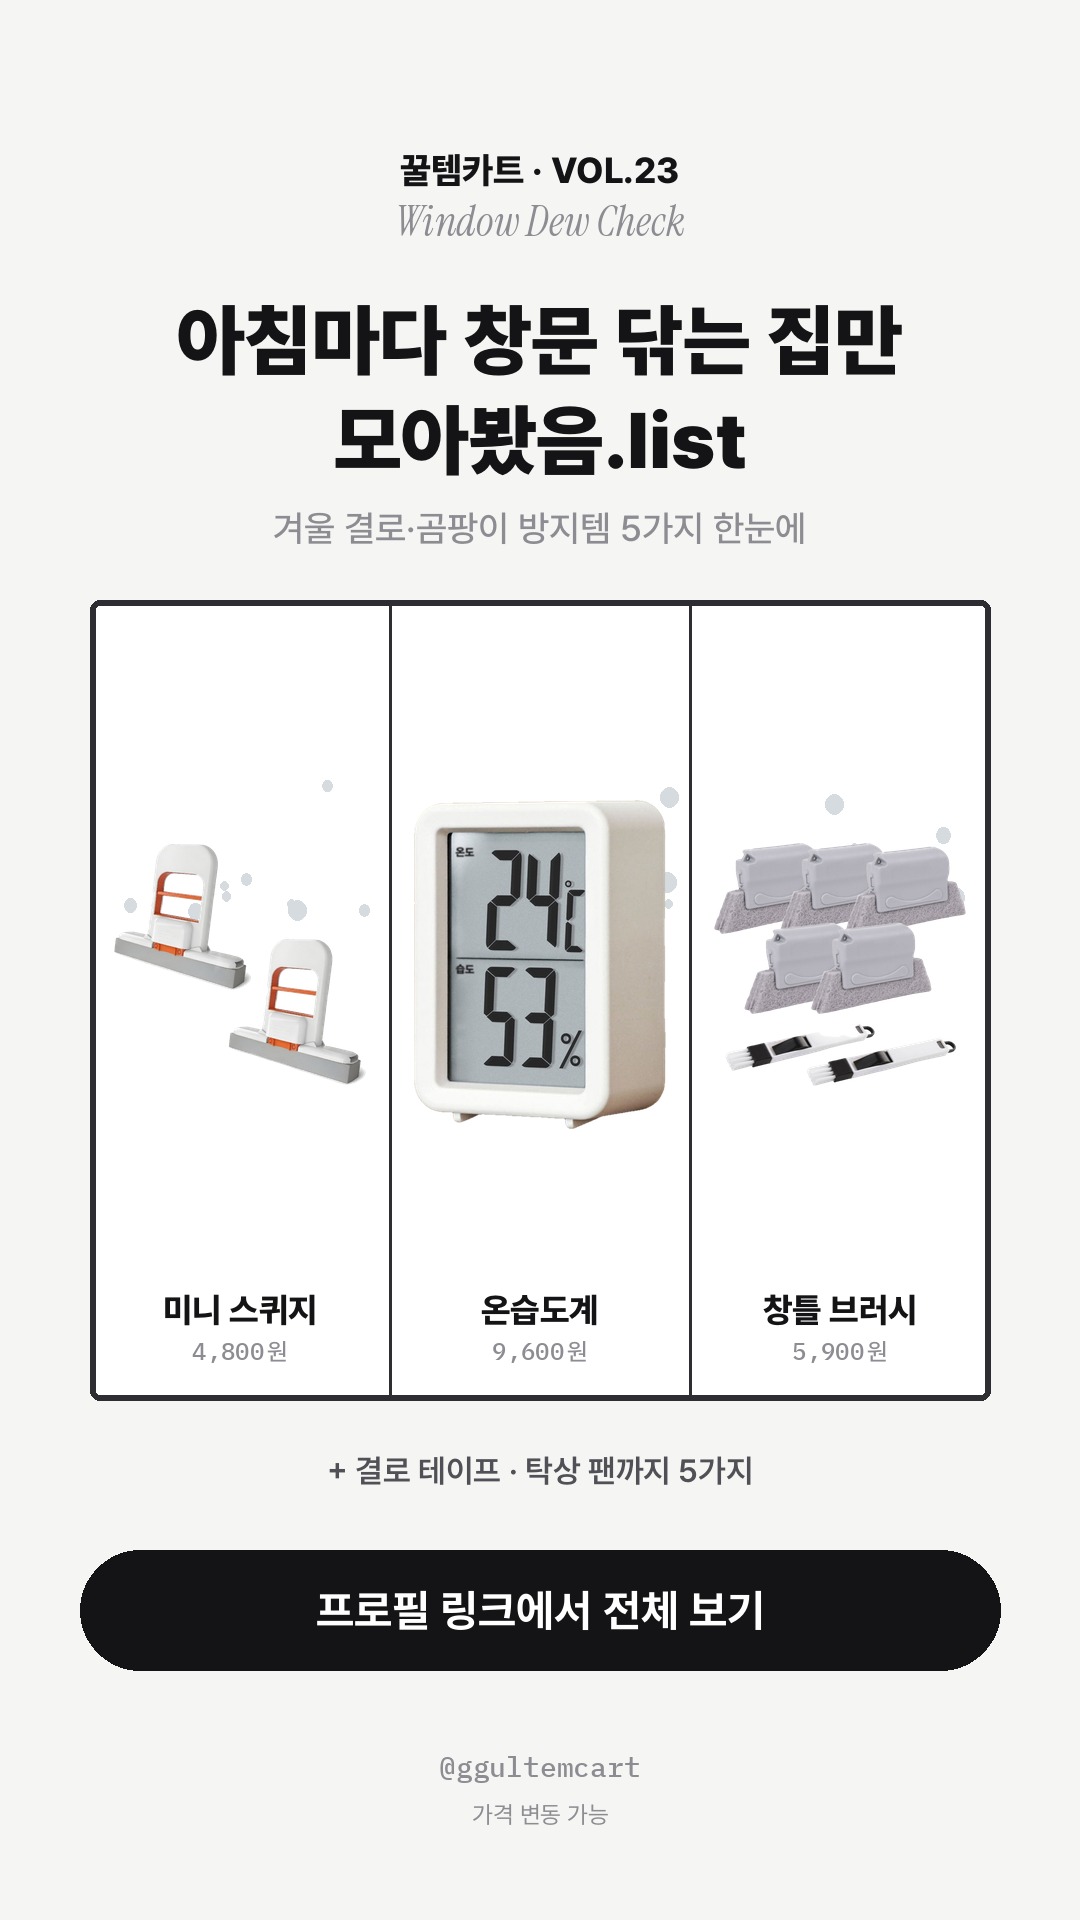 꿀템카트 · VOL.23
Window Dew Check
아침마다 창문 닦는 집만
모아봤음.list
겨울 결로·곰팡이 방지템 5가지 한눈에
온도
24℃
습도
53%
미니 스퀴지
4,800원
온습도계
9,600원
창틀 브러시
5,900원
+ 결로 테이프 · 탁상 팬까지 5가지
프로필 링크에서 전체 보기
@ggultemcart
가격 변동 가능